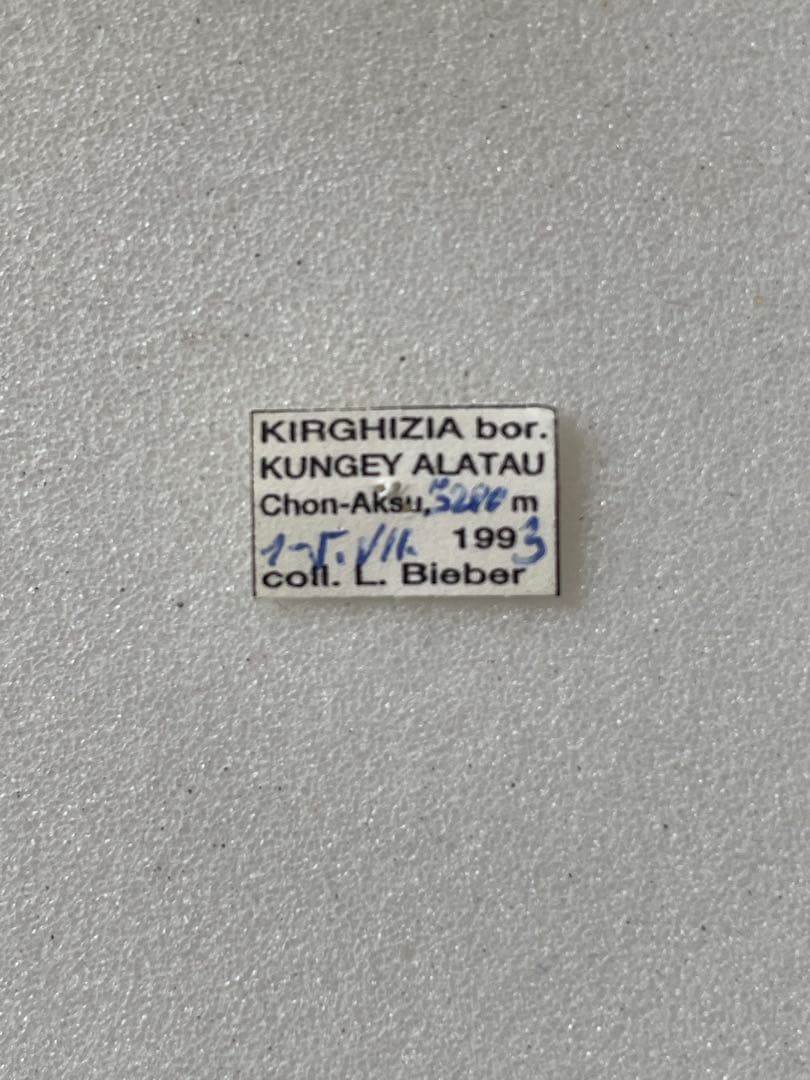 KIRGHIZIA bor.
KUNGEY ALATAU
Chon-Aksu, 3200 m
1-5. VII. 1993
coll. L. Bieber